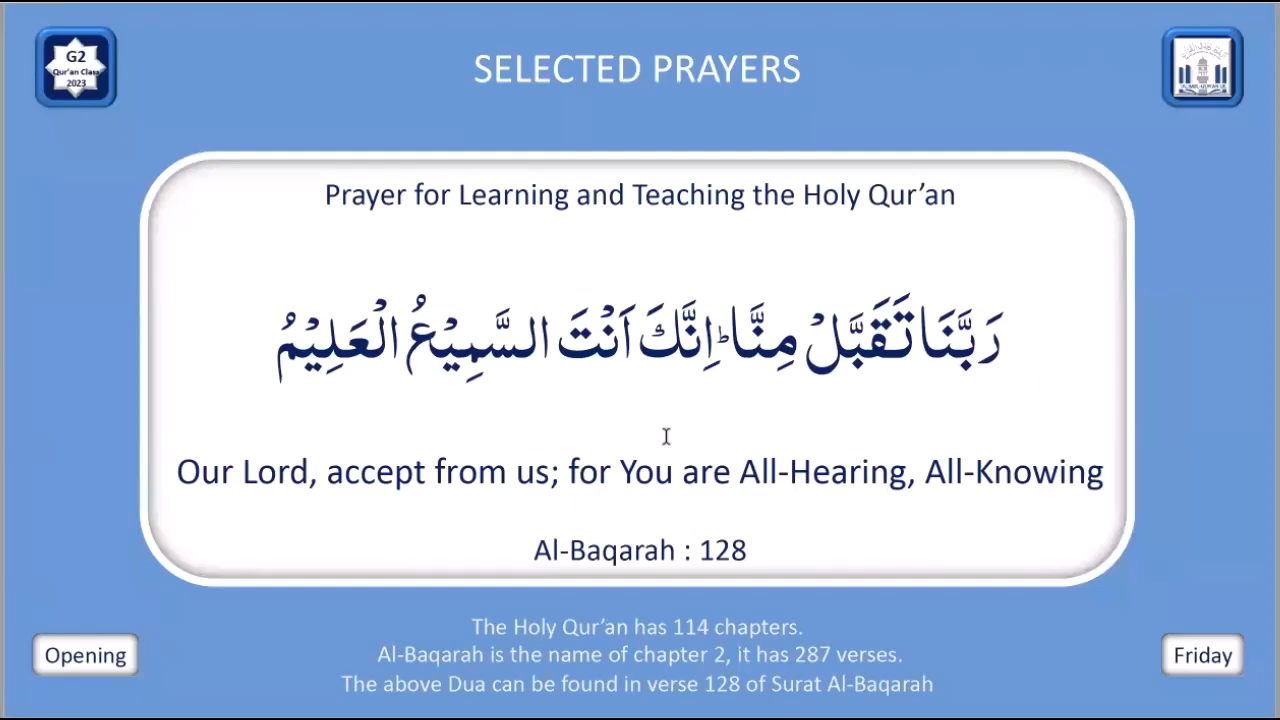 G2
Qur'an Class
2023
SELECTED PRAYERS
Prayer for Learning and Teaching the Holy Qur’an
رَبَّنَا تَقَبَّلْ مِنَّا ؕ اِنَّكَ اَنْتَ السَّمِيْعُ الْعَلِيْمُ
Our Lord, accept from us; for You are All-Hearing, All-Knowing
Al-Baqarah : 128
The Holy Qur’an has 114 chapters.
Al-Baqarah is the name of chapter 2, it has 287 verses.
The above Dua can be found in verse 128 of Surat Al-Baqarah
Opening
Friday